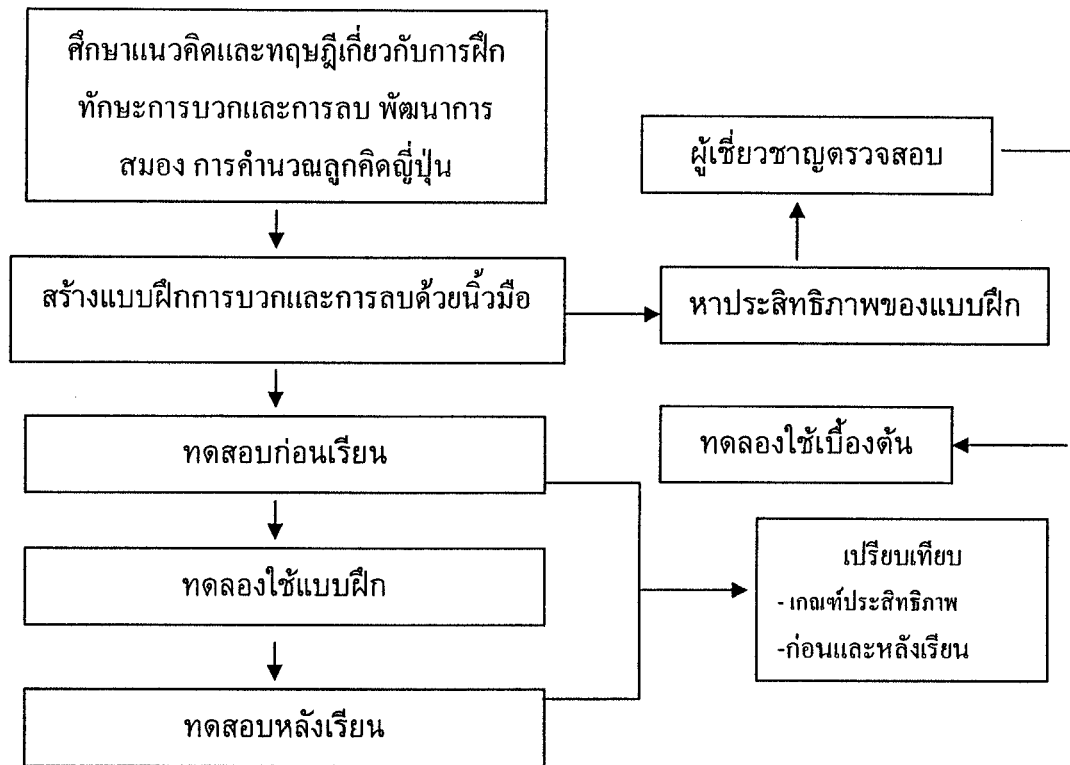 ศึกษาแนวคิดและทฤษฎีเกี่ยวกับการฝึก
ทักษะการบวกและการลบ พัฒนาการ
สมอง การคำนวณลูกคิดญี่ปุ่น
ผู้เชี่ยวชาญตรวจสอบ
สร้างแบบฝึกการบวกและการลบด้วยนิ้วมือ
หาประสิทธิภาพของแบบฝึก
ทดสอบก่อนเรียน
ทดลองใช้เบื้องต้น
ทดลองใช้แบบฝึก
เปรียบเทียบ
- เกณฑ์ประสิทธิภาพ
-ก่อนและหลังเรียน
ทดสอบหลังเรียน